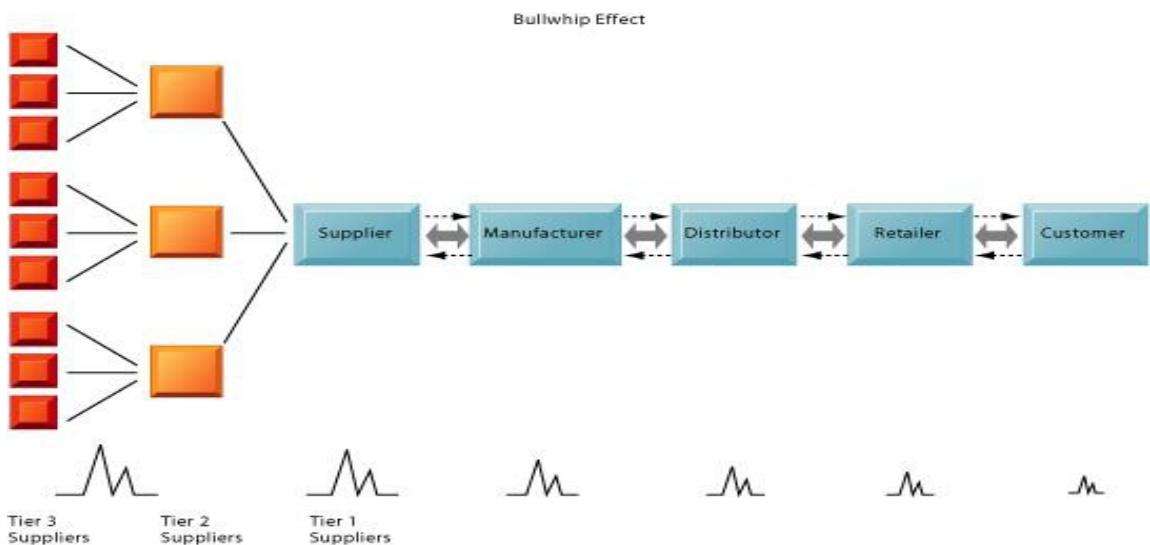 Bullwhip Effect
Supplier
Manufacturer
Distributor
Retailer
Customer
Tier 3
Suppliers
Tier 2
Suppliers
Tier 1
Suppliers